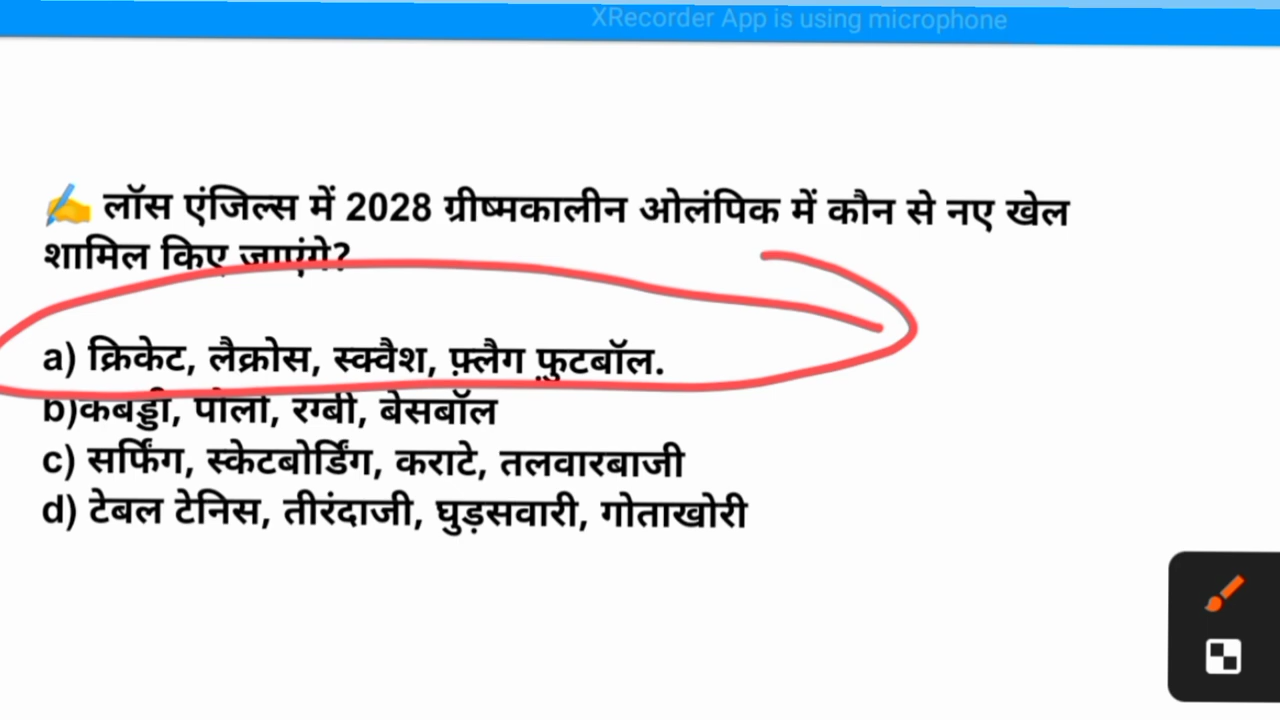 XRecorder App is using microphone
✍️ लॉस एंजिल्स में 2028 ग्रीष्मकालीन ओलंपिक में कौन से नए खेल
शामिल किए जाएंगे?
a) क्रिकेट, लैक्रोस, स्क्वैश, फ़्लैग फ़ुटबॉल.
b)कबड्डी, पोलो, रग्बी, बेसबॉल
c) सर्फिंग, स्केटबोर्डिंग, कराटे, तलवारबाजी
d) टेबल टेनिस, तीरंदाजी, घुड़सवारी, गोताखोरी